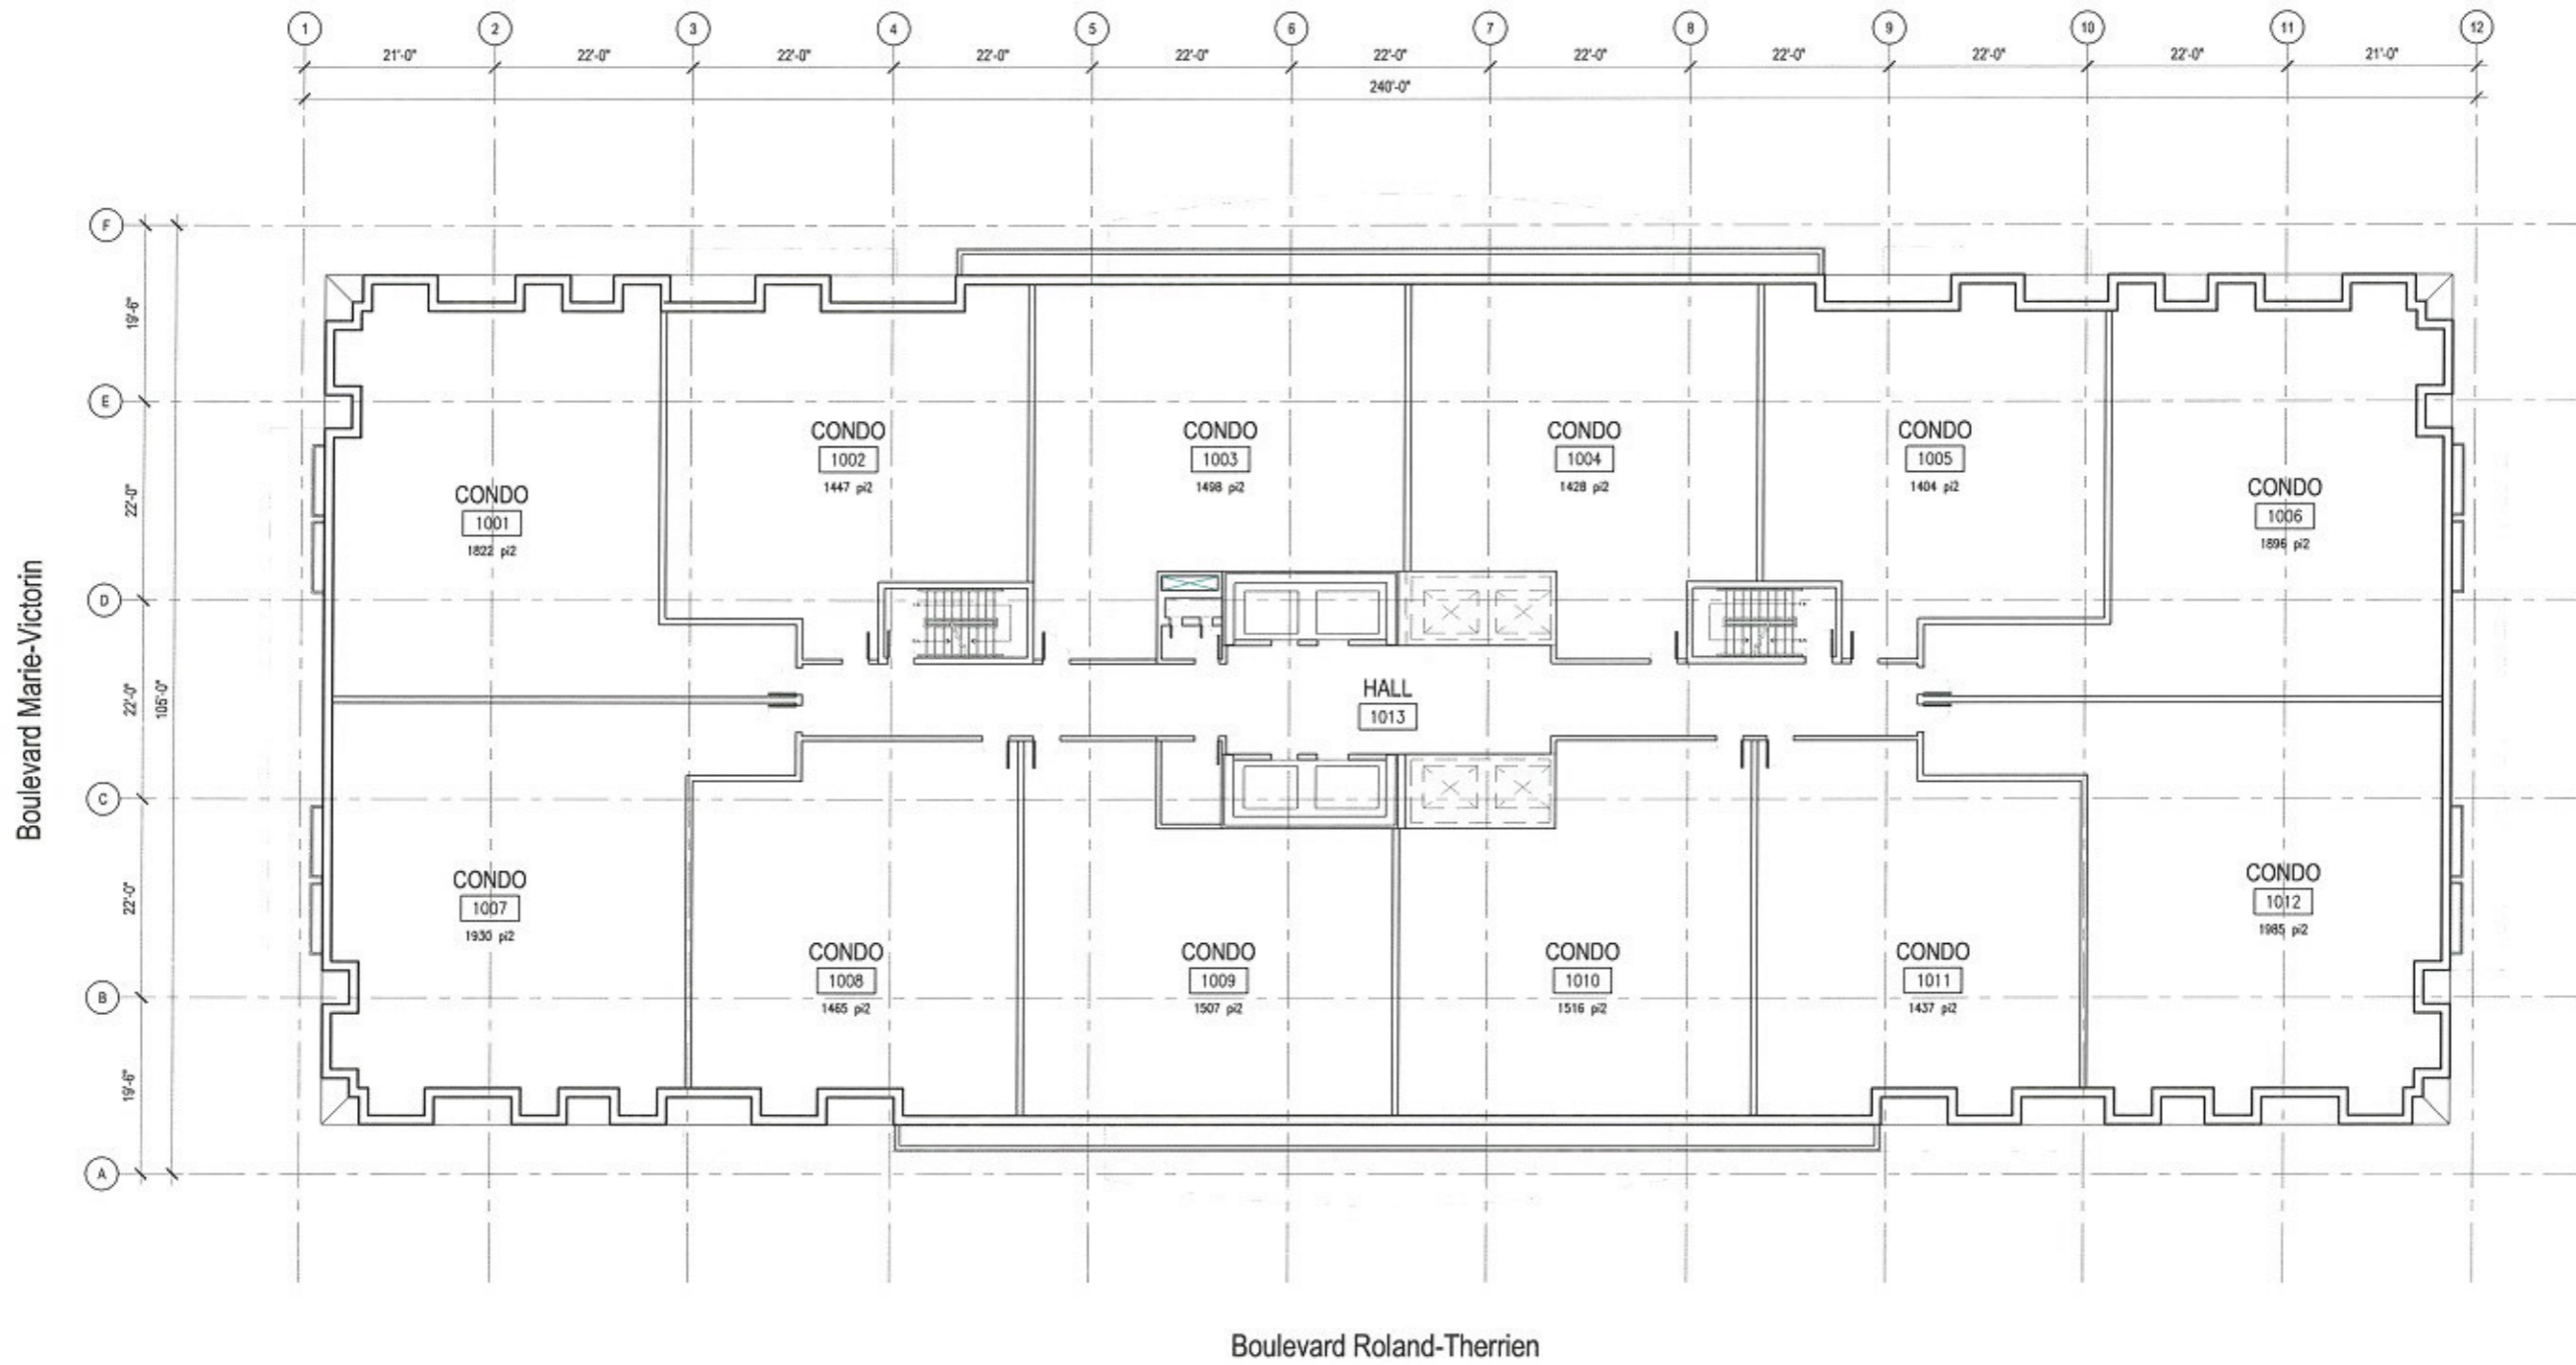 1 2 3 4 5 6 7 8 9 10 11 12
21'-0" 22'-0" 22'-0" 22'-0" 22'-0" 22'-0" 22'-0" 22'-0" 22'-0" 22'-0" 21'-0"
240'-0"
F
19'-6"
E
22'-0"
D
22'-0"
105'-0"
C
22'-0"
B
19'-6"
A
Boulevard Marie-Victorin
CONDO
1001
1822 pi2
CONDO
1002
1447 pi2
CONDO
1003
1498 pi2
CONDO
1004
1428 pi2
CONDO
1005
1404 pi2
CONDO
1006
1896 pi2
HALL
1013
CONDO
1007
1930 pi2
CONDO
1008
1465 pi2
CONDO
1009
1507 pi2
CONDO
1010
1516 pi2
CONDO
1011
1437 pi2
CONDO
1012
1985 pi2
Boulevard Roland-Therrien